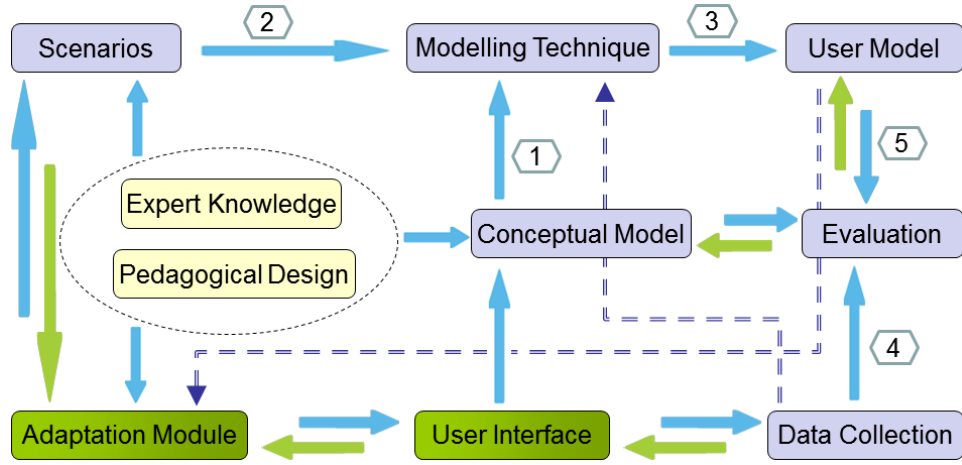 Scenarios
2
Modelling Technique
3
User Model
1
5
Expert Knowledge
Conceptual Model
Evaluation
Pedagogical Design
4
Adaptation Module
User Interface
Data Collection